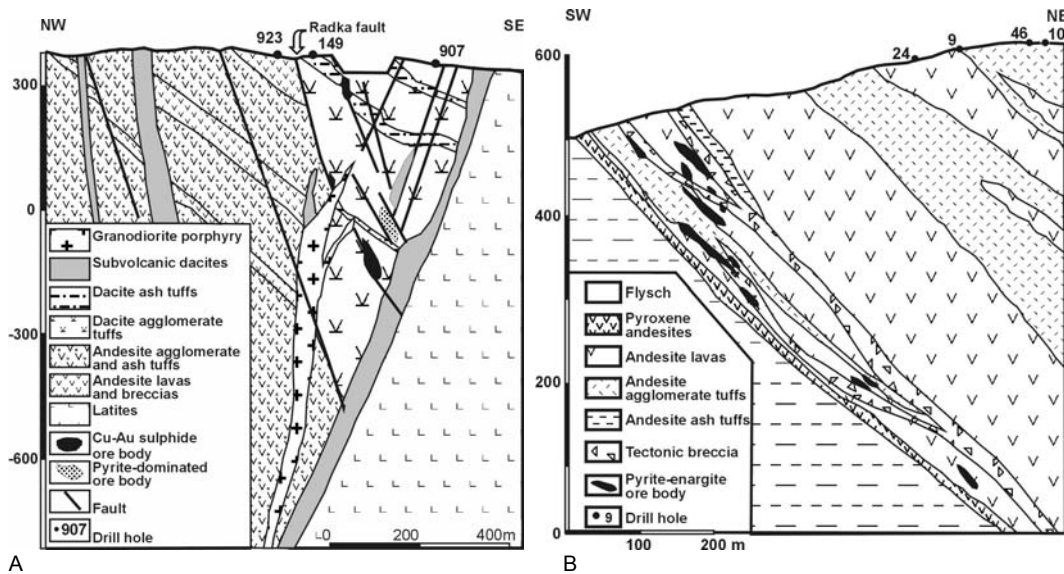 NW
Radka fault
SE
923
149
907
300
0
-300
-600
Granodiorite porphyry
Subvolcanic dacites
Dacite ash tuffs
Dacite agglomerate
tuffs
Andesite agglomerate
and ash tuffs
Andesite lavas
and breccias
Latites
Cu-Au sulphide
ore body
Pyrite-dominated
ore body
Fault
907
Drill hole
0
200
400m
A
SW
NE
600
400
200
0
24
9
46
10
Flysch
Pyroxene
andesites
Andesite lavas
Andesite
agglomerate tuffs
Andesite ash tuffs
Tectonic breccia
Pyrite-enargite
ore body
9
Drill hole
100
200 m
B